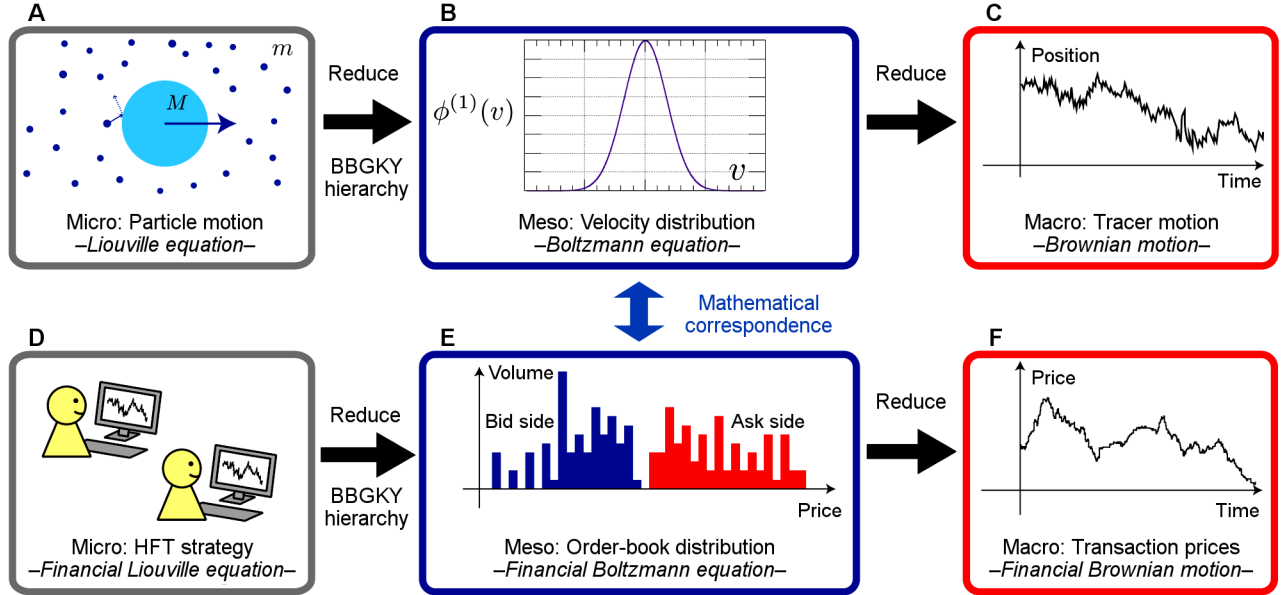 A
m
M
Micro: Particle motion
–Liouville equation–
Reduce
BBGKY
hierarchy
B
ϕ⁽¹⁾(v)
v
Meso: Velocity distribution
–Boltzmann equation–
Reduce
C
Position
Time
Macro: Tracer motion
–Brownian motion–
Mathematical
correspondence
D
Micro: HFT strategy
–Financial Liouville equation–
Reduce
BBGKY
hierarchy
E
Volume
Bid side
Ask side
Price
Meso: Order-book distribution
–Financial Boltzmann equation–
Reduce
F
Price
Time
Macro: Transaction prices
–Financial Brownian motion–